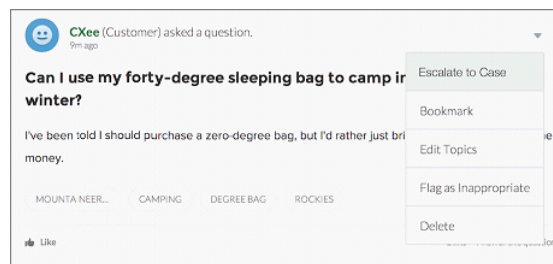 CXee (Customer) asked a question.
9m ago
Can I use my forty-degree sleeping bag to camp in
winter?
I've been told I should purchase a zero-degree bag, but I'd rather just
money.
MOUNTA NEER...
CAMPING
DEGREE BAG
ROCKIES
Like
Escalate to Case
Bookmark
Edit Topics
Flag as Inappropriate
Delete